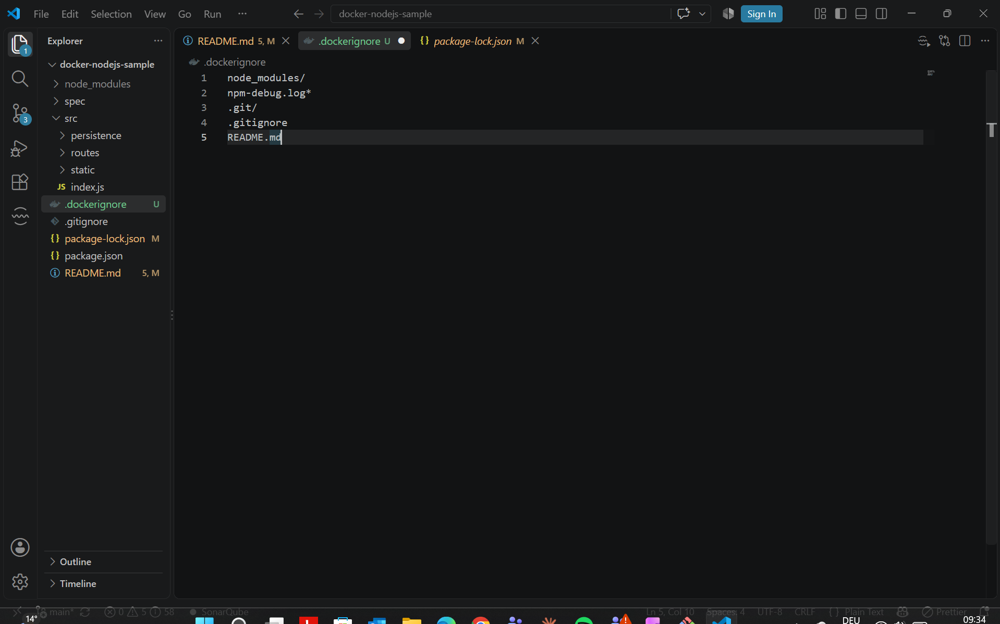 File Edit Selection View Go Run ···
docker-nodejs-sample
Sign In
Explorer
README.md 5, M
.dockerignore U
package-lock.json M
.dockerignore
docker-nodejs-sample
node_modules
spec
src
persistence
routes
static
JS index.js
.dockerignore U
.gitignore
{} package-lock.json M
{} package.json
README.md 5, M
1
3
1 node_modules/
2 npm-debug.log*
3 .git/
4 .gitignore
5 README.md
Outline
Timeline
main* 0 5 58 SonarQube
Ln 5, Col 10 Spaces: 4 UTF-8 CRLF {} Plain Text Prettier
14°
DEU
09:34